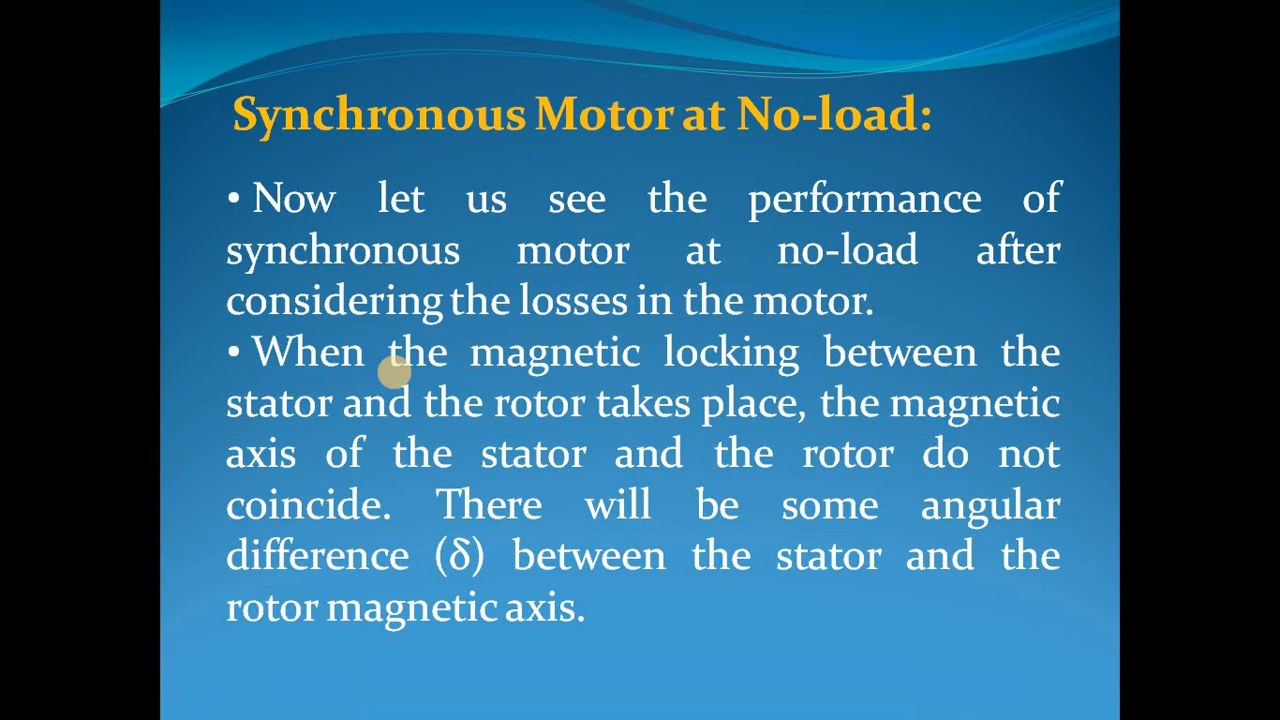 Synchronous Motor at No-load:
• Now let us see the performance of
synchronous motor at no-load after
considering the losses in the motor.
• When the magnetic locking between the
stator and the rotor takes place, the magnetic
axis of the stator and the rotor do not
coincide. There will be some angular
difference (δ) between the stator and the
rotor magnetic axis.